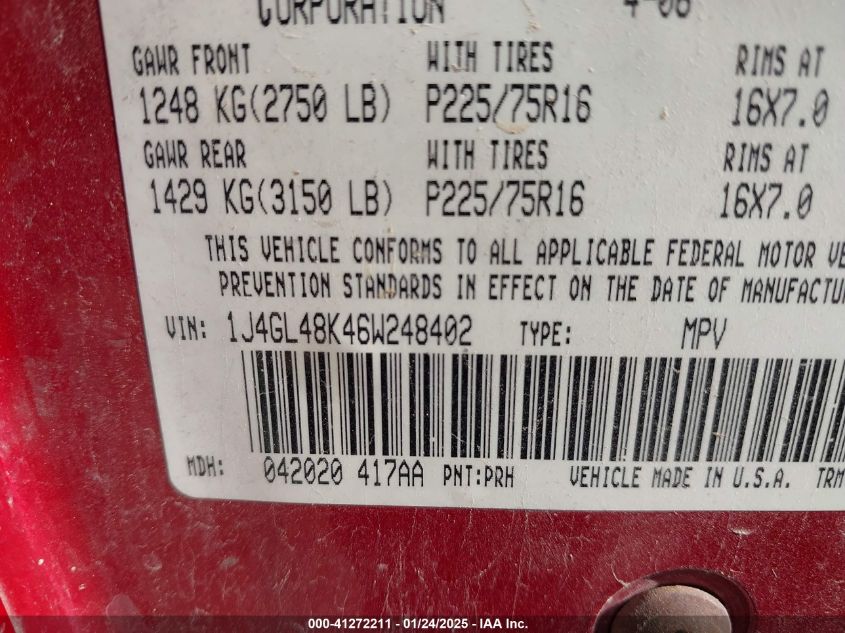 CORPORATION 4-06
GAWR FRONT WITH TIRES RIMS AT
1248 KG(2750 LB) P225/75R16 16X7.0
GAWR REAR WITH TIRES RIMS AT
1429 KG(3150 LB) P225/75R16 16X7.0
THIS VEHICLE CONFORMS TO ALL APPLICABLE FEDERAL MOTOR VE
PREVENTION STANDARDS IN EFFECT ON THE DATE OF MANUFACTU
VIN: 1J4GL48K46W248402 TYPE: MPV
MDH: 042020 417AA PNT:PRH VEHICLE MADE IN U.S.A. TRM
000-41272211 - 01/24/2025 - IAA Inc.